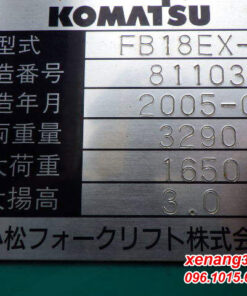 KOMATSU
型式 FB18EX-
造番号 81103
造年月 2005-0
荷重量 3290
大荷重 1650
大揚高 3.0
小松フォークリフト株式会
xenang3
096.1015.0